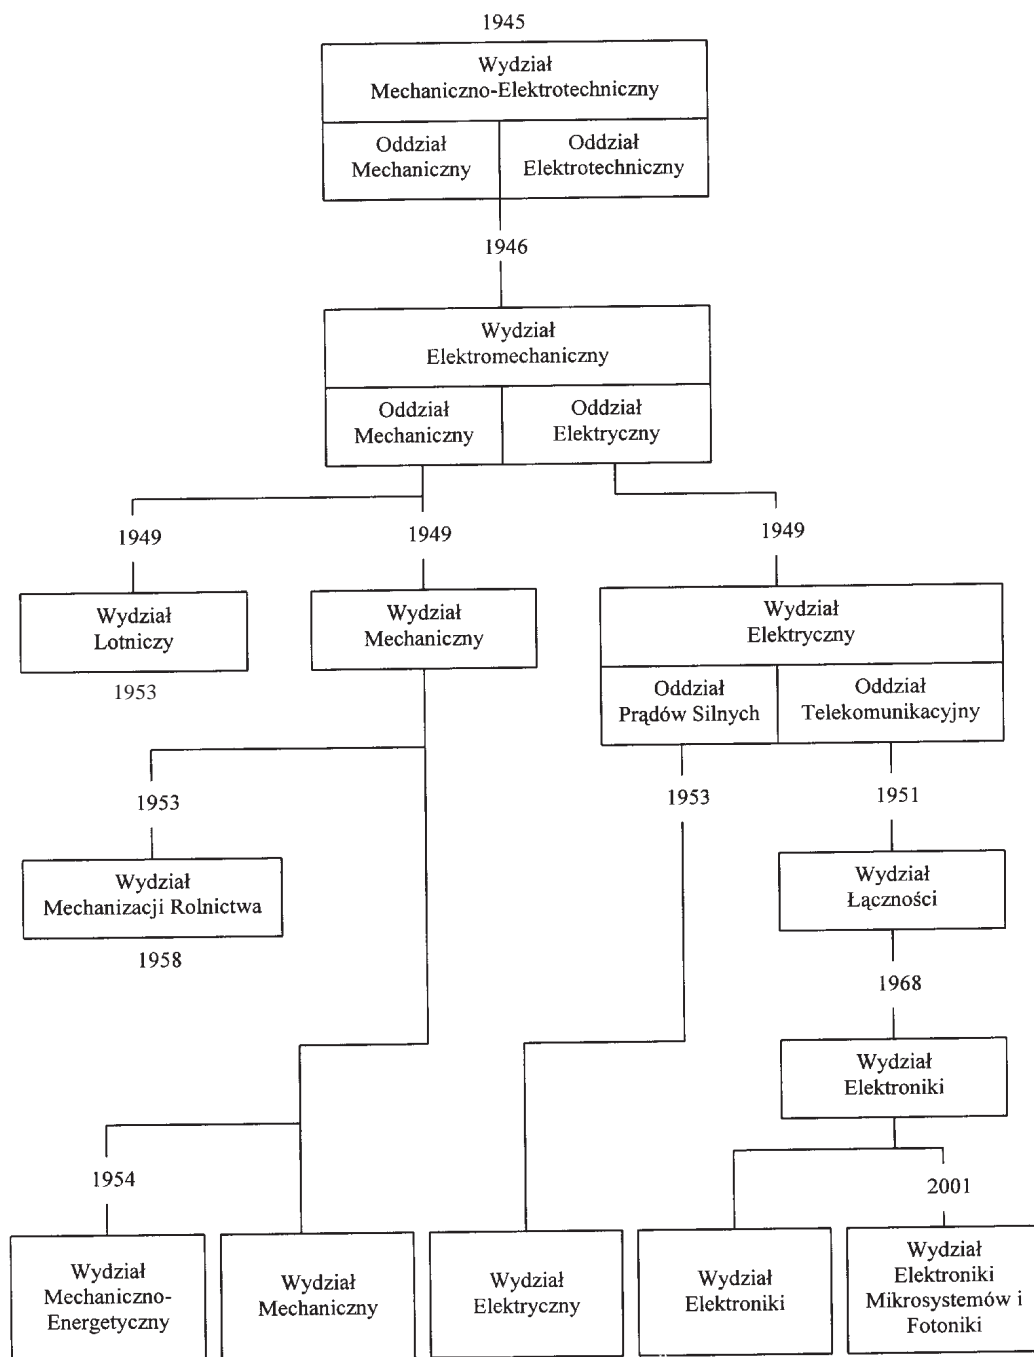 1945
Wydział
Mechaniczno-Elektrotechniczny
Oddział
Mechaniczny
Oddział
Elektrotechniczny
1946
Wydział
Elektromechaniczny
Oddział
Mechaniczny
Oddział
Elektryczny
1949
1949
1949
Wydział
Lotniczy
1953
Wydział
Mechaniczny
Wydział
Elektryczny
Oddział
Prądów Silnych
Oddział
Telekomunikacyjny
1953
1953
1951
Wydział
Mechanizacji Rolnictwa
1958
Wydział
Łączności
1968
Wydział
Elektroniki
1954
2001
Wydział
Mechaniczno-
Energetyczny
Wydział
Mechaniczny
Wydział
Elektryczny
Wydział
Elektroniki
Wydział
Elektroniki
Mikrosystemów i
Fotoniki